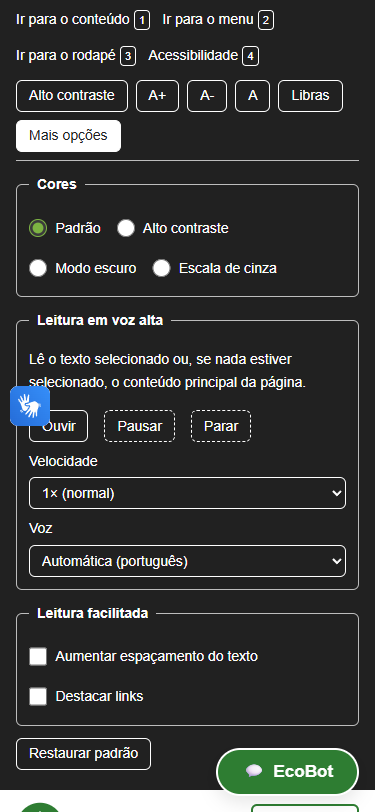 Ir para o conteúdo 1 Ir para o menu 2
Ir para o rodapé 3 Acessibilidade 4
Alto contraste A+ A- A Libras
Mais opções
Cores
Padrão Alto contraste
Modo escuro Escala de cinza
Leitura em voz alta
Lê o texto selecionado ou, se nada estiver
selecionado, o conteúdo principal da página.
Ouvir Pausar Parar
Velocidade
1× (normal)
Voz
Automática (português)
Leitura facilitada
Aumentar espaçamento do texto
Destacar links
Restaurar padrão
EcoBot